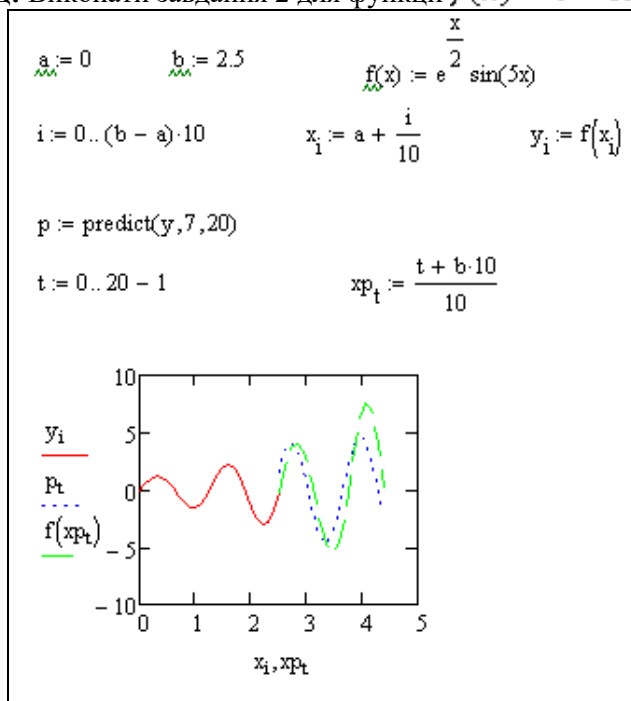 Виконати завдання 2 для функції
a := 0 b := 2.5 f(x) := e^(x/2) sin(5x)
i := 0.. (b − a)·10 x_i := a + i/10 y_i := f(x_i)
p := predict(y,7,20)
t := 0.. 20 − 1 xp_t := (t + b·10)/10
10
5
0
− 5
− 10
y_i
p_t
f(xp_t)
0 1 2 3 4 5
x_i,xp_t